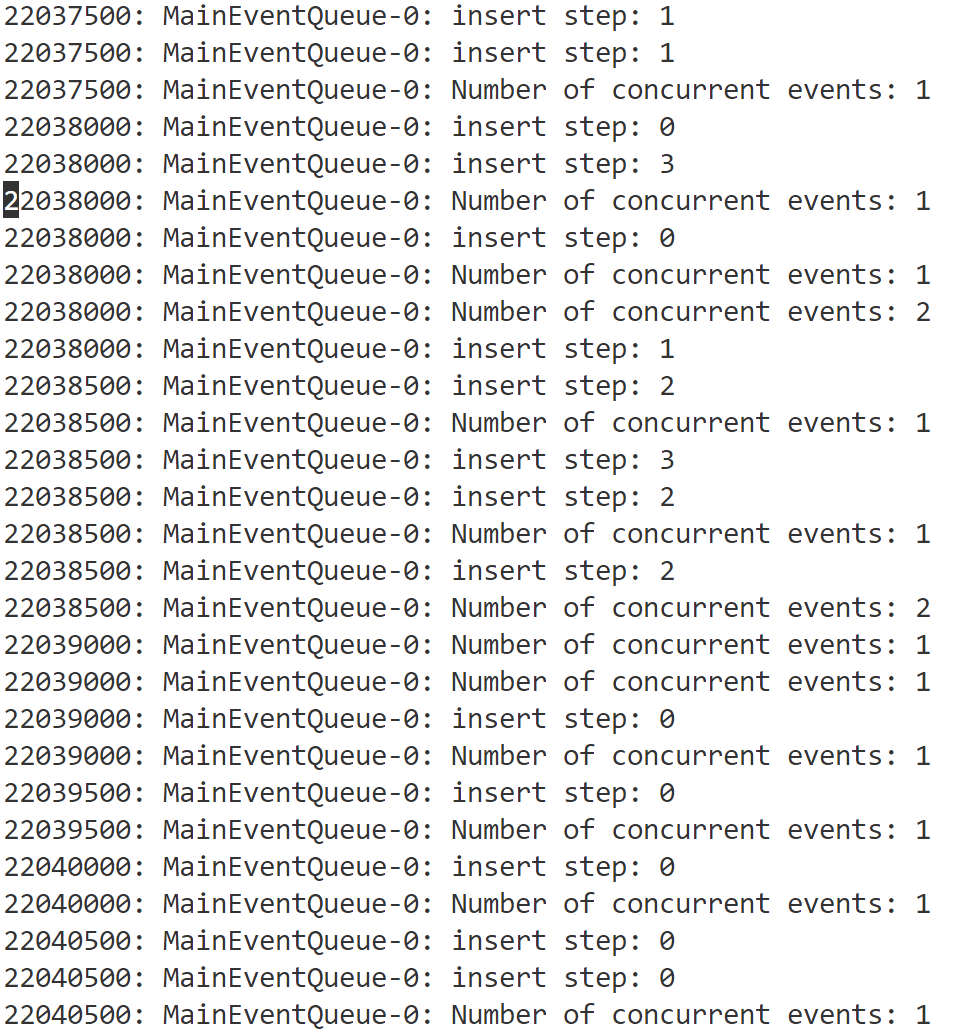 22037500: MainEventQueue-0: insert step: 1
22037500: MainEventQueue-0: insert step: 1
22037500: MainEventQueue-0: Number of concurrent events: 1
22038000: MainEventQueue-0: insert step: 0
22038000: MainEventQueue-0: insert step: 3
22038000: MainEventQueue-0: Number of concurrent events: 1
22038000: MainEventQueue-0: insert step: 0
22038000: MainEventQueue-0: Number of concurrent events: 1
22038000: MainEventQueue-0: Number of concurrent events: 2
22038000: MainEventQueue-0: insert step: 1
22038500: MainEventQueue-0: insert step: 2
22038500: MainEventQueue-0: Number of concurrent events: 1
22038500: MainEventQueue-0: insert step: 3
22038500: MainEventQueue-0: insert step: 2
22038500: MainEventQueue-0: Number of concurrent events: 1
22038500: MainEventQueue-0: insert step: 2
22038500: MainEventQueue-0: Number of concurrent events: 2
22039000: MainEventQueue-0: Number of concurrent events: 1
22039000: MainEventQueue-0: Number of concurrent events: 1
22039000: MainEventQueue-0: insert step: 0
22039000: MainEventQueue-0: Number of concurrent events: 1
22039500: MainEventQueue-0: insert step: 0
22039500: MainEventQueue-0: Number of concurrent events: 1
22040000: MainEventQueue-0: insert step: 0
22040000: MainEventQueue-0: Number of concurrent events: 1
22040500: MainEventQueue-0: insert step: 0
22040500: MainEventQueue-0: insert step: 0
22040500: MainEventQueue-0: Number of concurrent events: 1